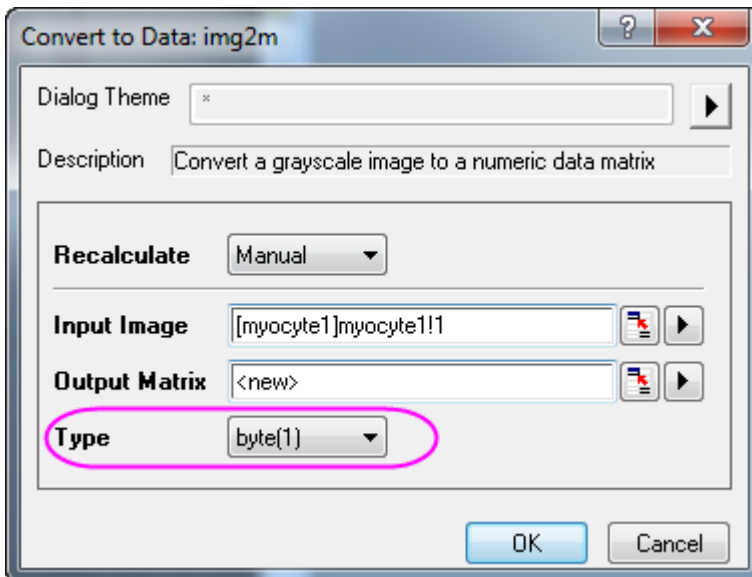 Convert to Data: img2m
?
X
Dialog Theme *
Description Convert a grayscale image to a numeric data matrix
Recalculate Manual
Input Image [myocyte1]myocyte1!1
Output Matrix <new>
Type byte(1)
OK Cancel